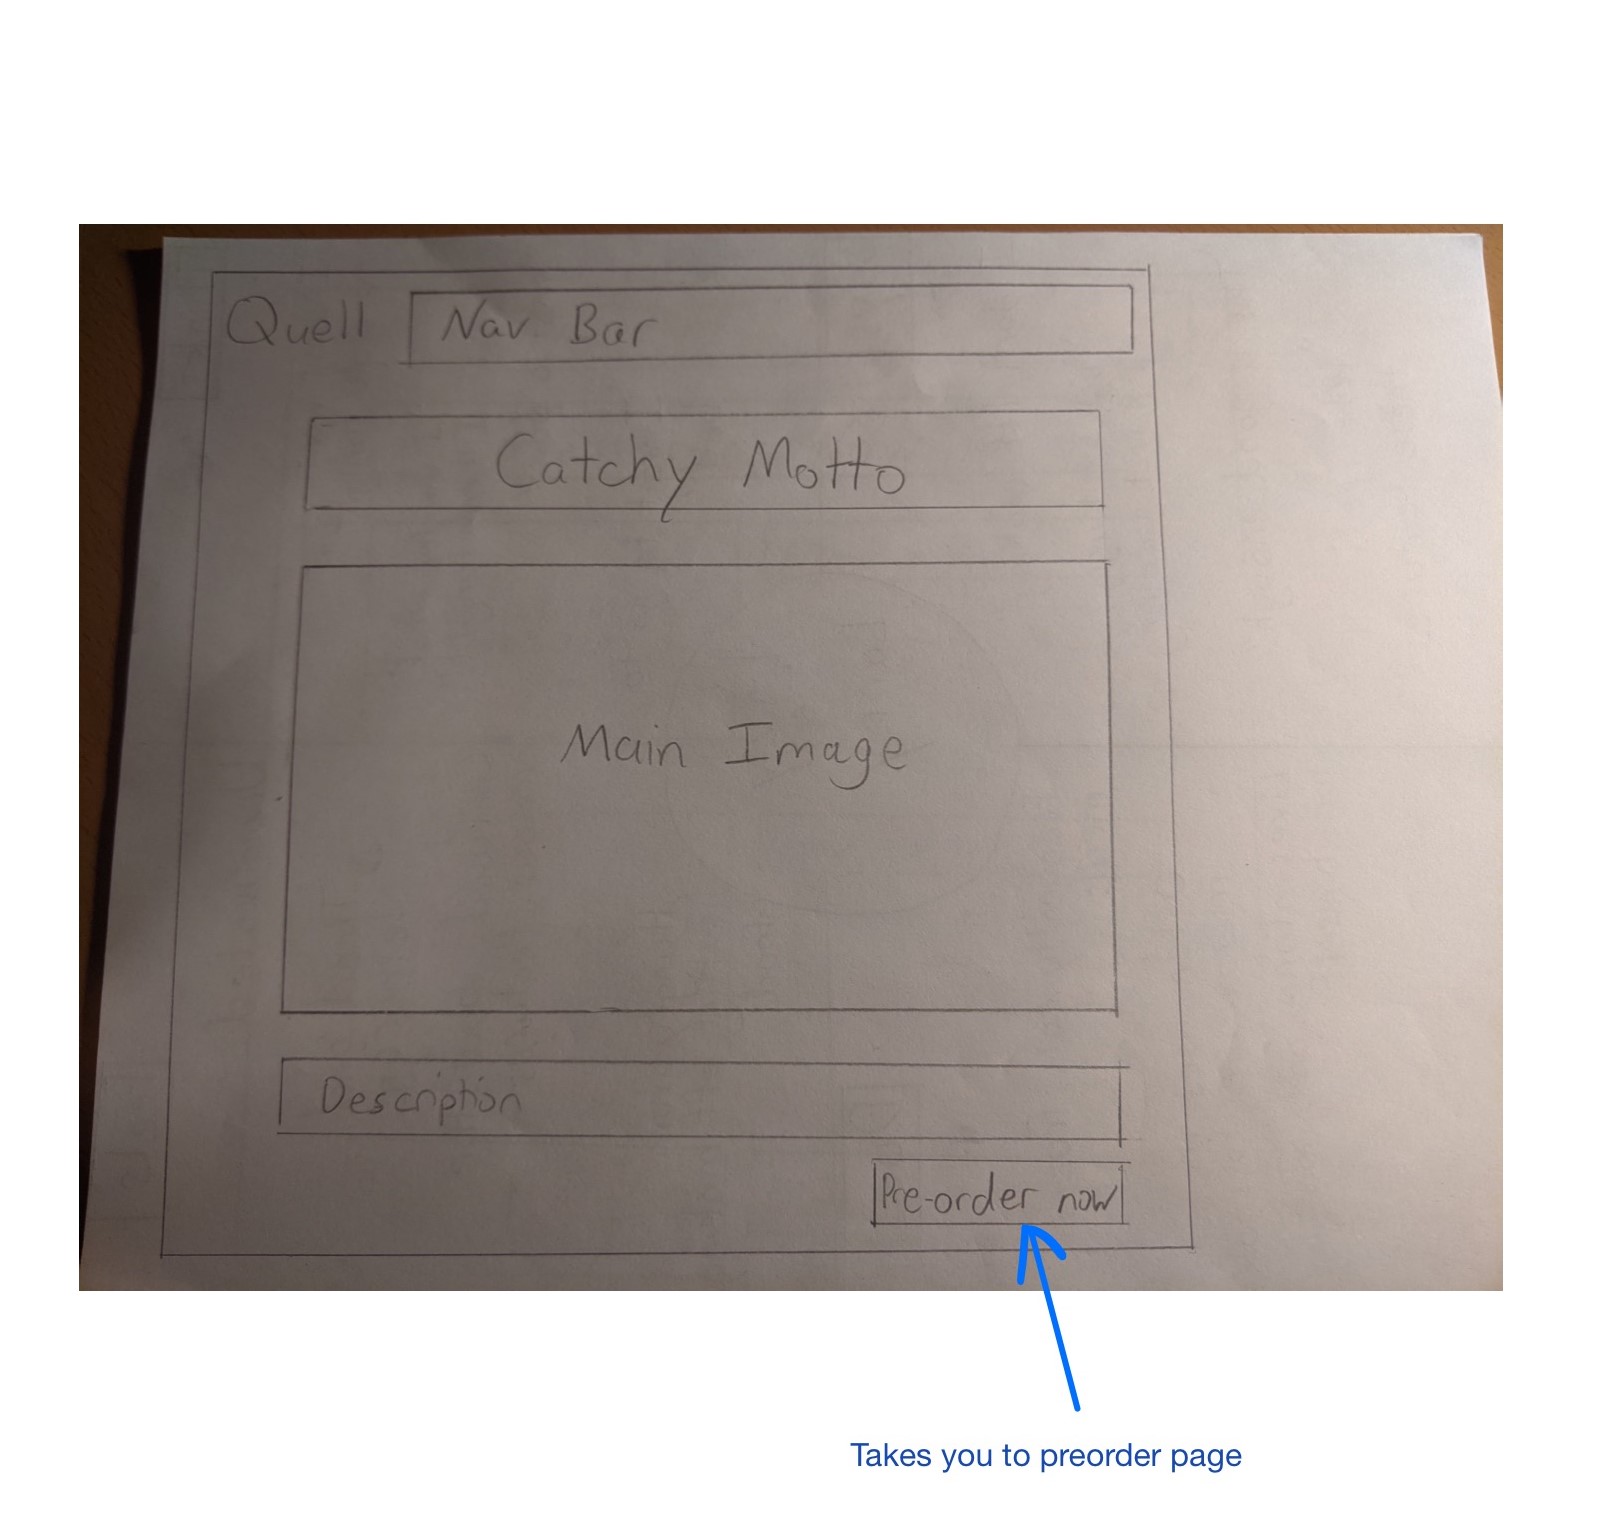 Quell
Nav Bar
Catchy Motto
Main Image
Description
Pre-order now
Takes you to preorder page